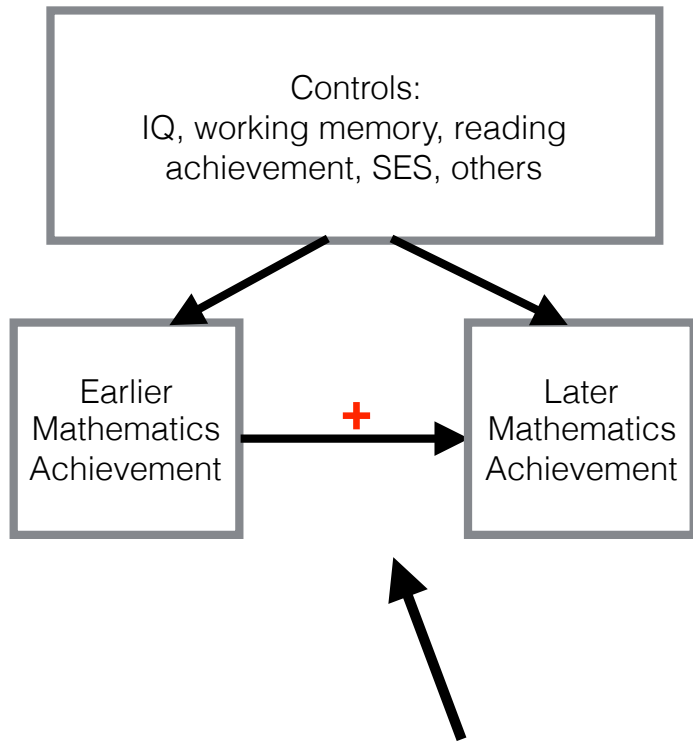 Controls:
IQ, working memory, reading
achievement, SES, others
Earlier
Mathematics
Achievement
+
Later
Mathematics
Achievement